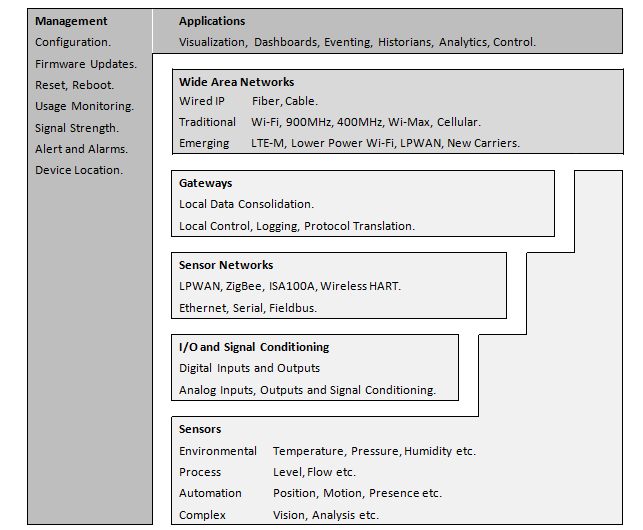 Management
Configuration.
Firmware Updates.
Reset, Reboot.
Usage Monitoring.
Signal Strength.
Alert and Alarms.
Device Location.
Applications
Visualization, Dashboards, Eventing, Historians, Analytics, Control.
Wide Area Networks
Wired IP Fiber, Cable.
Traditional Wi-Fi, 900MHz, 400MHz, Wi-Max, Cellular.
Emerging LTE-M, Lower Power Wi-Fi, LPWAN, New Carriers.
Gateways
Local Data Consolidation.
Local Control, Logging, Protocol Translation.
Sensor Networks
LPWAN, ZigBee, ISA100A, Wireless HART.
Ethernet, Serial, Fieldbus.
I/O and Signal Conditioning
Digital Inputs and Outputs
Analog Inputs, Outputs and Signal Conditioning.
Sensors
Environmental Temperature, Pressure, Humidity etc.
Process Level, Flow etc.
Automation Position, Motion, Presence etc.
Complex Vision, Analysis etc.